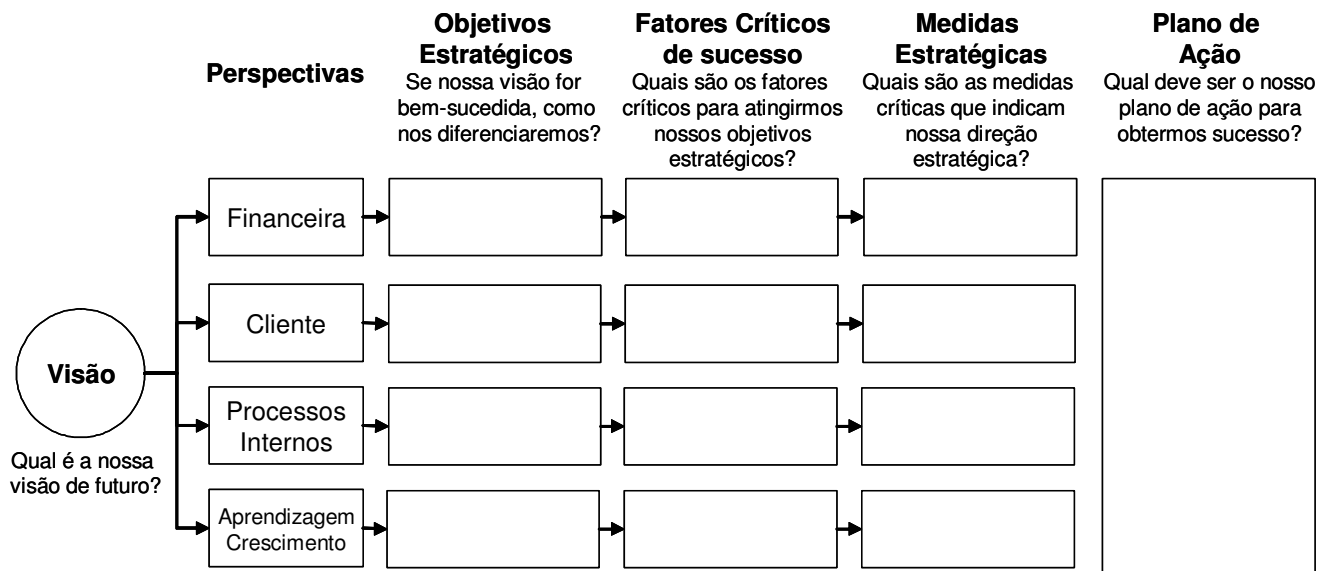 Perspectivas
Objetivos
Estratégicos
Se nossa visão for
bem-sucedida, como
nos diferenciaremos?
Fatores Críticos
de sucesso
Quais são os fatores
críticos para atingirmos
nossos objetivos
estratégicos?
Medidas
Estratégicas
Quais são as medidas
críticas que indicam
nossa direção
estratégica?
Plano de
Ação
Qual deve ser o nosso
plano de ação para
obtermos sucesso?
Financeira
Cliente
Visão
Processos
Internos
Qual é a nossa
visão de futuro?
Aprendizagem
Crescimento